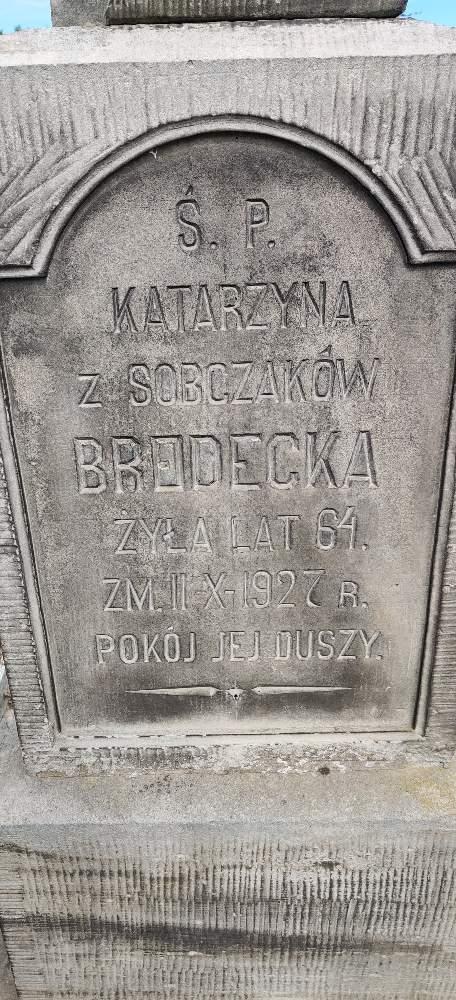 Ś. P.
KATARZYNA
Z SOBCZAKÓW
BRODECKA
ŻYŁA LAT 64.
ZM. 11-X-1927 R.
POKÓJ JEJ DUSZY.